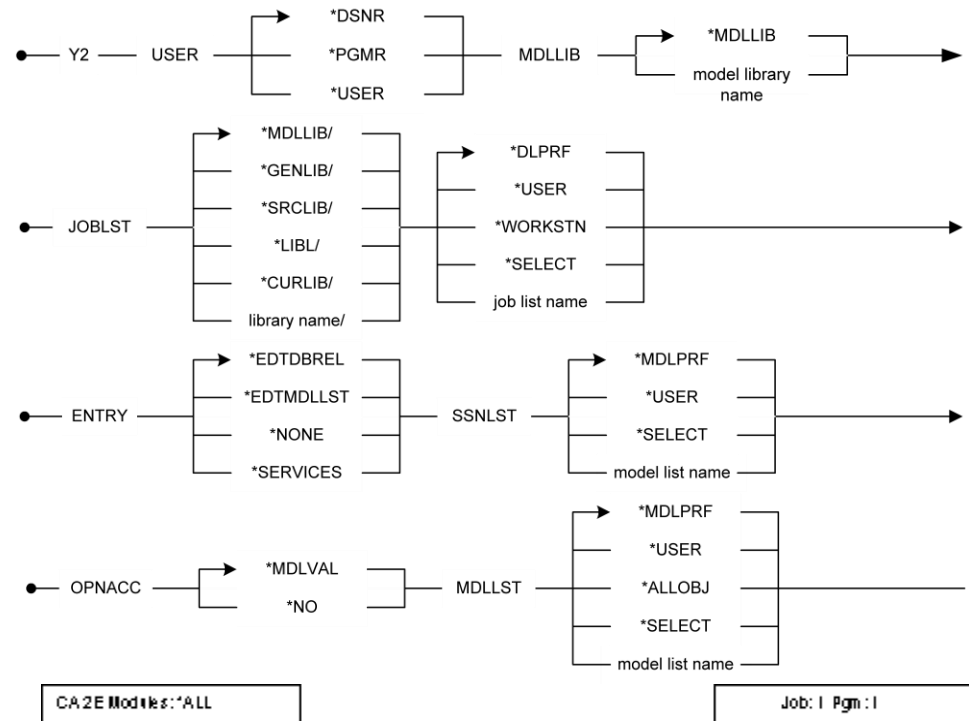 Y2
USER
*DSNR
*PGMR
*USER
MDLLIB
*MDLLIB
model library
name
JOBLST
*MDLLIB/
*GENLIB/
*SRCLIB/
*LIBL/
*CURLIB/
library name/
*DLPRF
*USER
*WORKSTN
*SELECT
job list name
ENTRY
*EDTDBREL
*EDTMDLLST
*NONE
*SERVICES
SSNLST
*MDLPRF
*USER
*SELECT
model list name
OPNACC
*MDLVAL
*NO
MDLLST
*MDLPRF
*USER
*ALLOBJ
*SELECT
model list name
CA 2E Modules:*ALL
Job: I Pgm: I